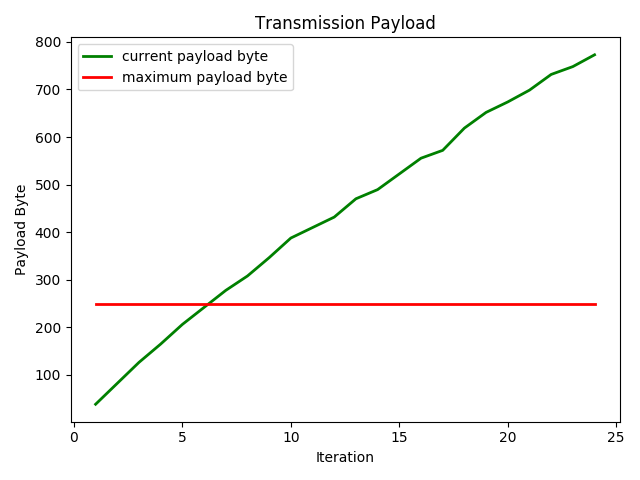 Transmission Payload
current payload byte
maximum payload byte
Payload Byte
800
700
600
500
400
300
200
100
0 5 10 15 20 25
Iteration